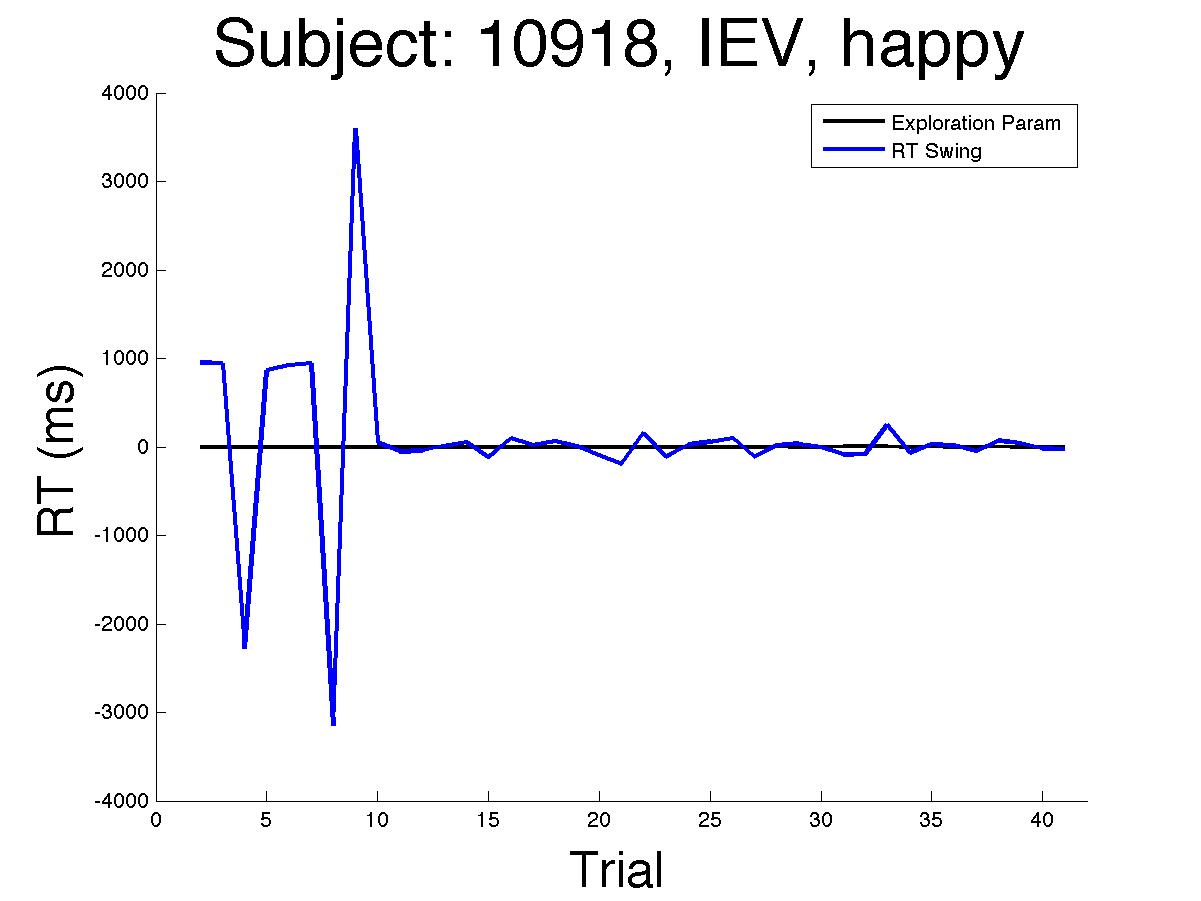 Subject: 10918, IEV, happy
Exploration Param
RT Swing
4000
3000
2000
1000
0
-1000
-2000
-3000
-4000
RT (ms)
0 5 10 15 20 25 30 35 40
Trial